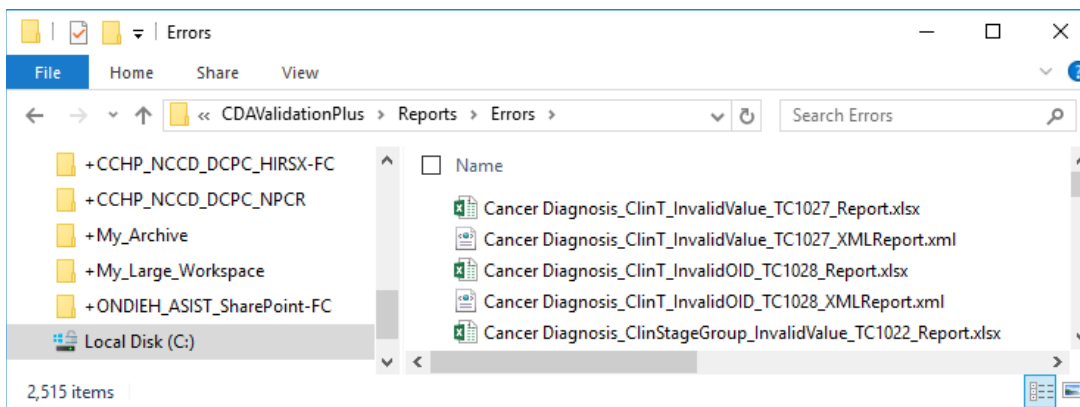 Errors
File Home Share View
« CDAValidationPlus > Reports > Errors >
Search Errors
+CCHP_NCCD_DCPC_HIRSX-FC
+CCHP_NCCD_DCPC_NPCR
+My_Archive
+My_Large_Workspace
+ONDIEH_ASIST_SharePoint-FC
Local Disk (C:)
Name
Cancer Diagnosis_ClinT_InvalidValue_TC1027_Report.xlsx
Cancer Diagnosis_ClinT_InvalidValue_TC1027_XMLReport.xml
Cancer Diagnosis_ClinT_InvalidOID_TC1028_Report.xlsx
Cancer Diagnosis_ClinT_InvalidOID_TC1028_XMLReport.xml
Cancer Diagnosis_ClinStageGroup_InvalidValue_TC1022_Report.xlsx
2,515 items